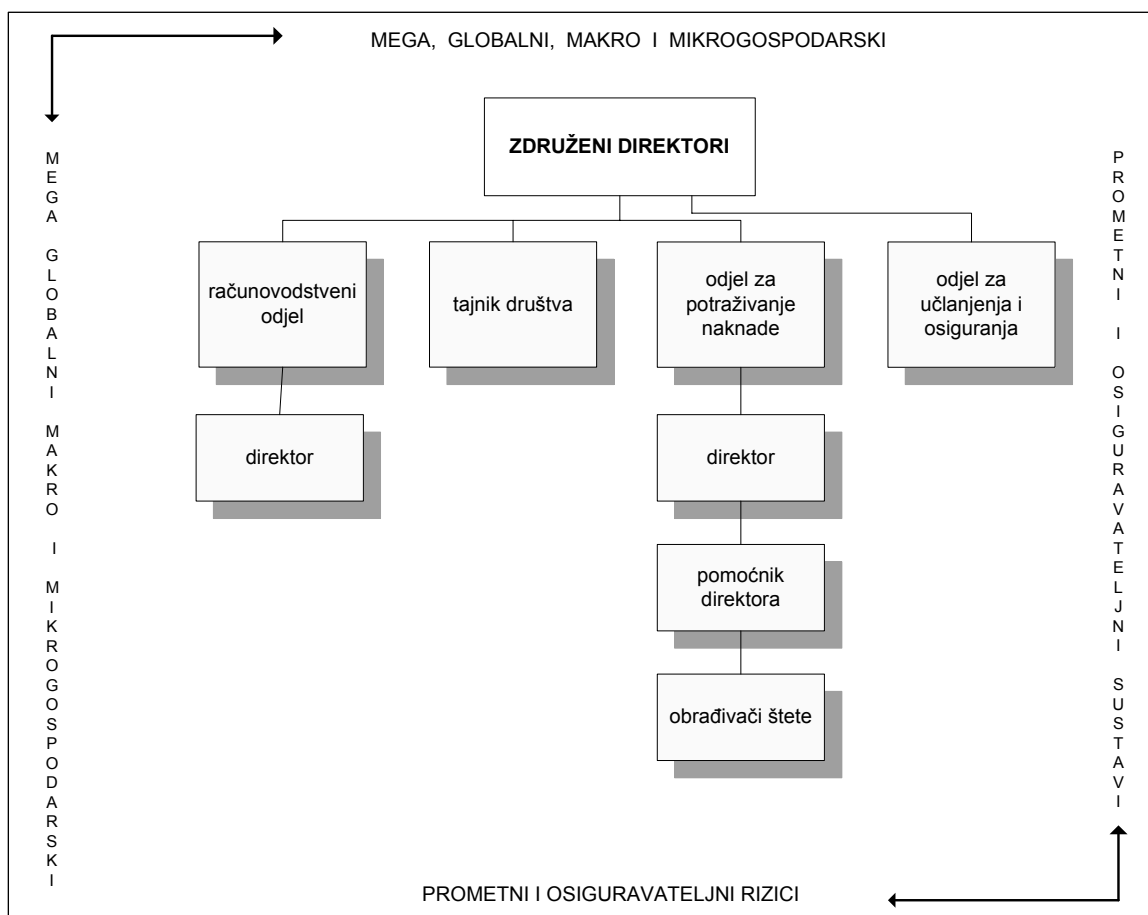 MEGA, GLOBALNI, MAKRO I MIKROGOSPODARSKI
ZDRUŽENI DIREKTORI
MEGA GLOBALNI MAKRO I MIKROGOSPODARSKI
PROMETNI I OSIGURAVATELJNI SUSTAVI
računovodstveni
odjel
tajnik društva
odjel za
potraživanje
naknade
odjel za
učlanjenja i
osiguranja
direktor
direktor
pomoćnik
direktora
obrađivači štete
PROMETNI I OSIGURAVATELJNI RIZICI